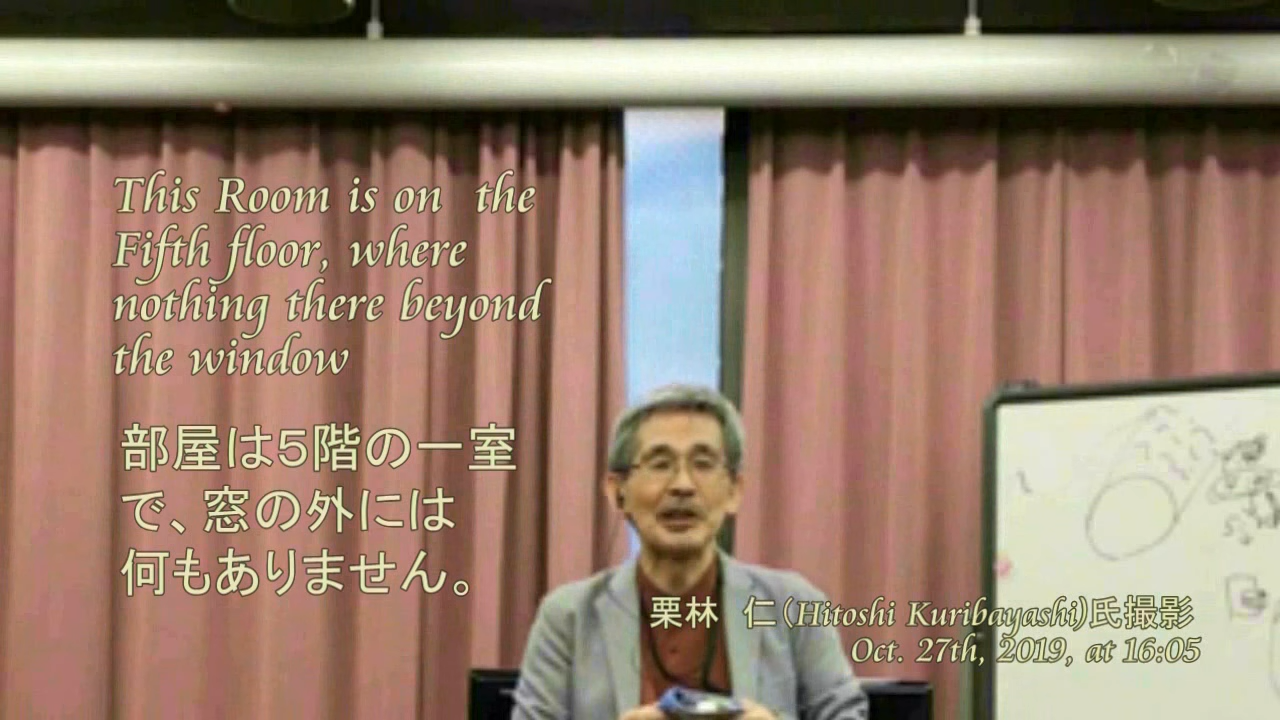 This Room is on the
Fifth floor, where
nothing there beyond
the window
部屋は５階の一室
で、窓の外には
何もありません。
栗林　仁(Hitoshi Kuribayashi)氏撮影
Oct. 27th, 2019, at 16:05